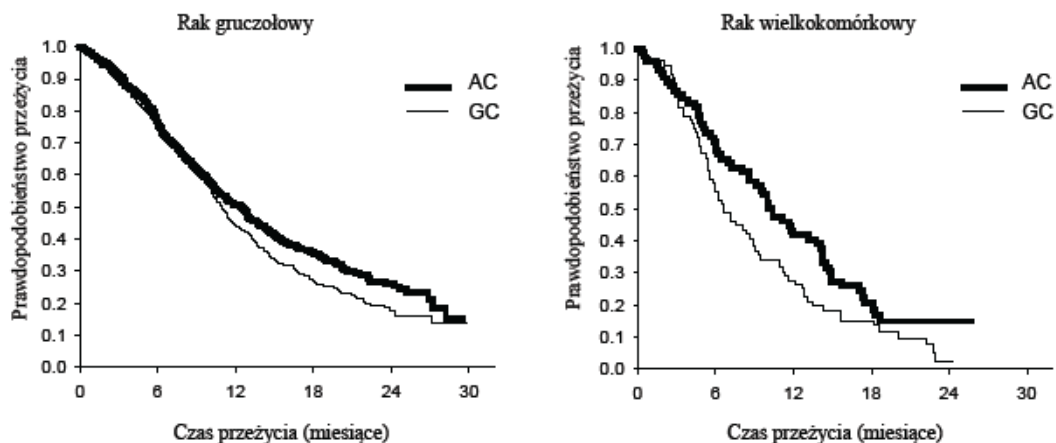 Rak gruczołowy
Prawdopodobieństwo przeżycia
1.0
0.9
0.8
0.7
0.6
0.5
0.4
0.3
0.2
0.1
0.0
AC
GC
0 6 12 18 24 30
Czas przeżycia (miesiące)
Rak wielkokomórkowy
Prawdopodobieństwo przeżycia
1.0
0.9
0.8
0.7
0.6
0.5
0.4
0.3
0.2
0.1
0.0
AC
GC
0 6 12 18 24 30
Czas przeżycia (miesiące)